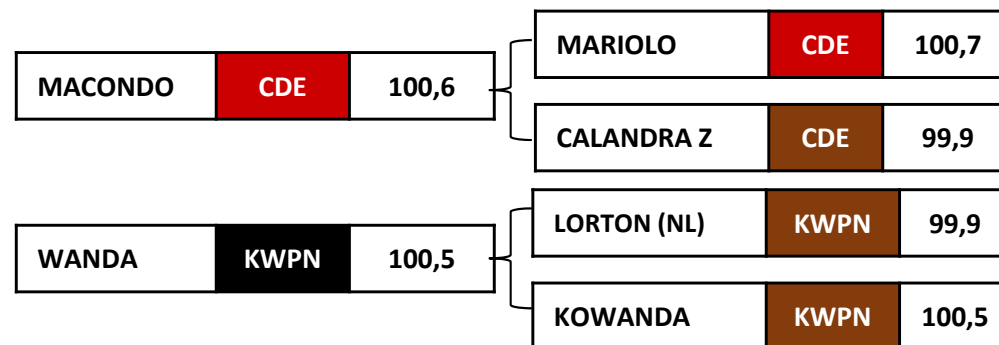 MARIOLO CDE 100,7
MACONDO CDE 100,6
CALANDRA Z CDE 99,9
LORTON (NL) KWPN 99,9
WANDA KWPN 100,5
KOWANDA KWPN 100,5